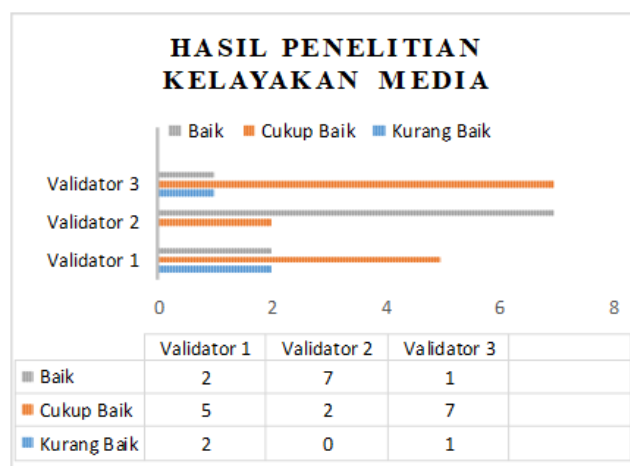 HASIL PENELITIAN
KELAYAKAN MEDIA
Baik Cukup Baik Kurang Baik
Validator 3
Validator 2
Validator 1
0 2 4 6 8
Validator 1 Validator 2 Validator 3
Baik 2 7 1
Cukup Baik 5 2 7
Kurang Baik 2 0 1